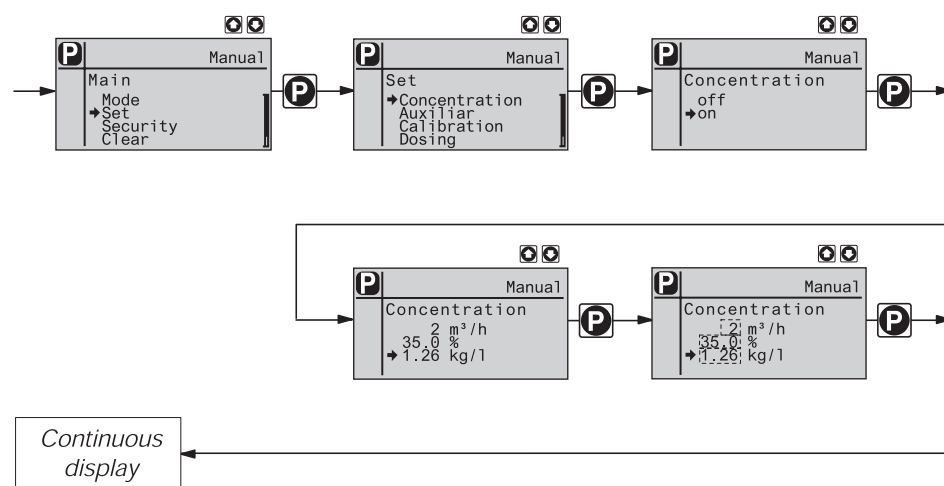 P Manual
Main
Mode
➔Set
Security
Clear
P
P Manual
Set
➔Concentration
Auxiliar
Calibration
Dosing
P
P Manual
Concentration
off
➔on
P
P Manual
Concentration
2 m³/h
35.0 %
➔1.26 kg/l
P
P Manual
Concentration
2 m³/h
35.0 %
➔1.26 kg/l
P
Continuous
display